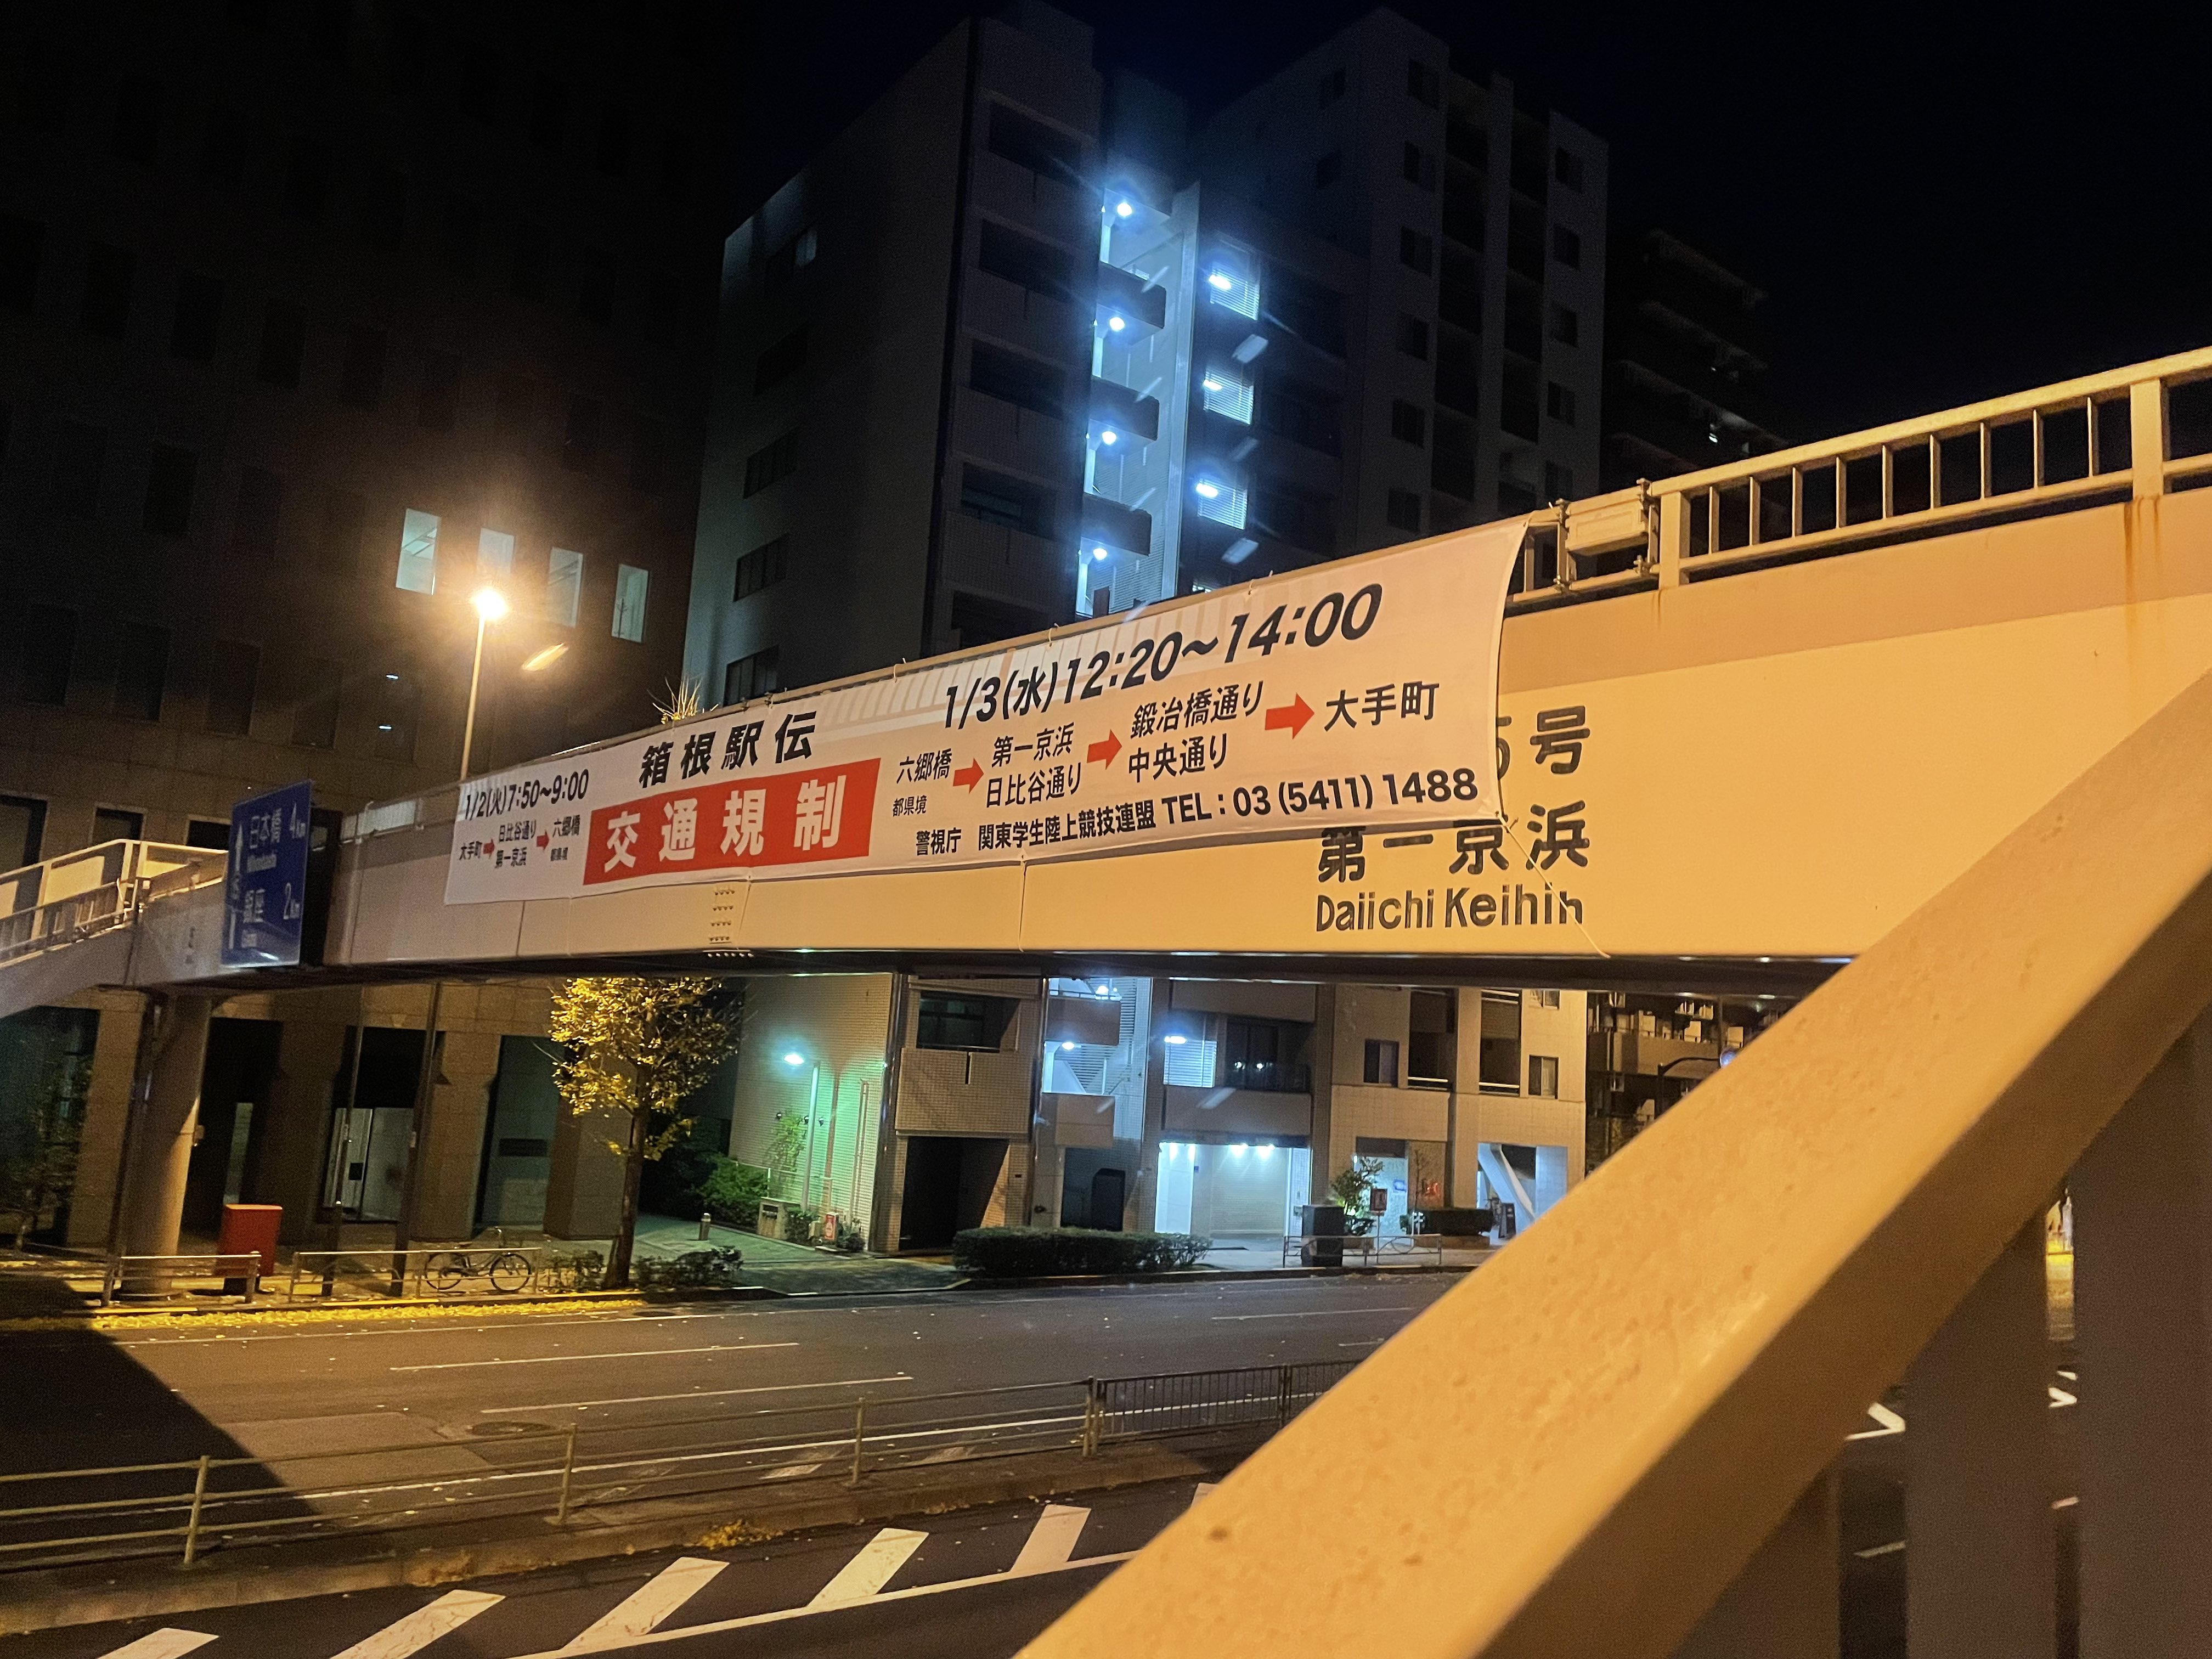 1/2(火)7:50~9:00
大手町➡日比谷通り 第一京浜➡六郷橋 都県境
箱根駅伝
交通規制
1/3(水)12:20~14:00
六郷橋 都県境➡第一京浜 日比谷通り➡鍛冶橋通り 中央通り➡大手町
警視庁 関東学生陸上競技連盟 TEL:03(5411)1488
5号
第一京浜
Daiichi Keihin
日本橋 4Km
Nihonbashi
銀座 2Km
Ginza